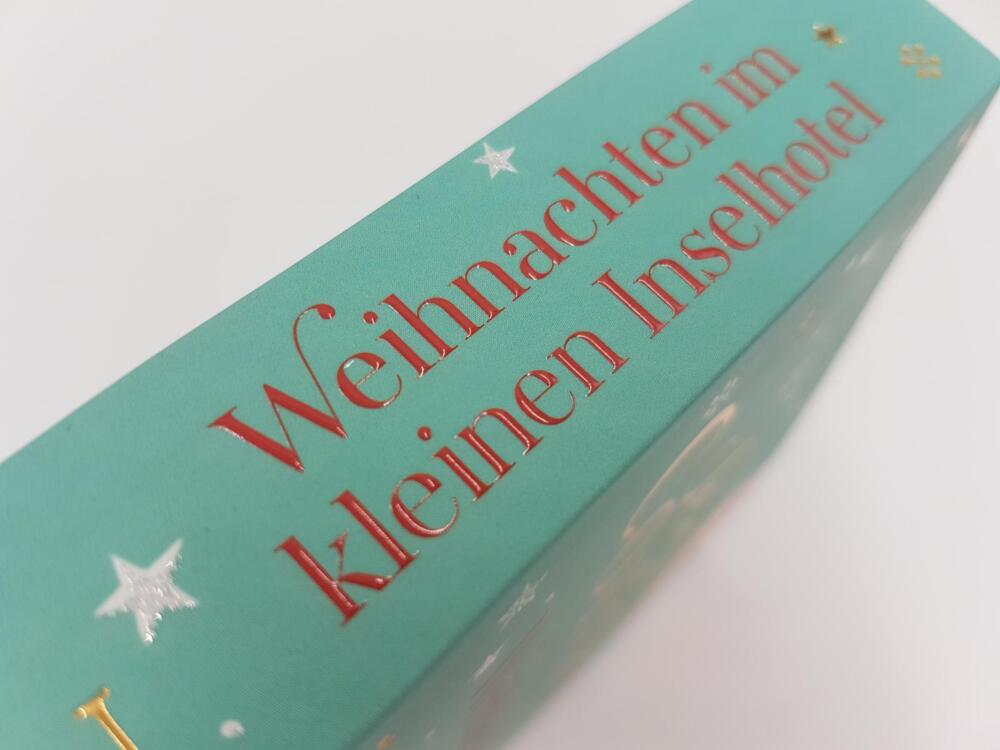 Weihnachten im
kleinen Inselhotel